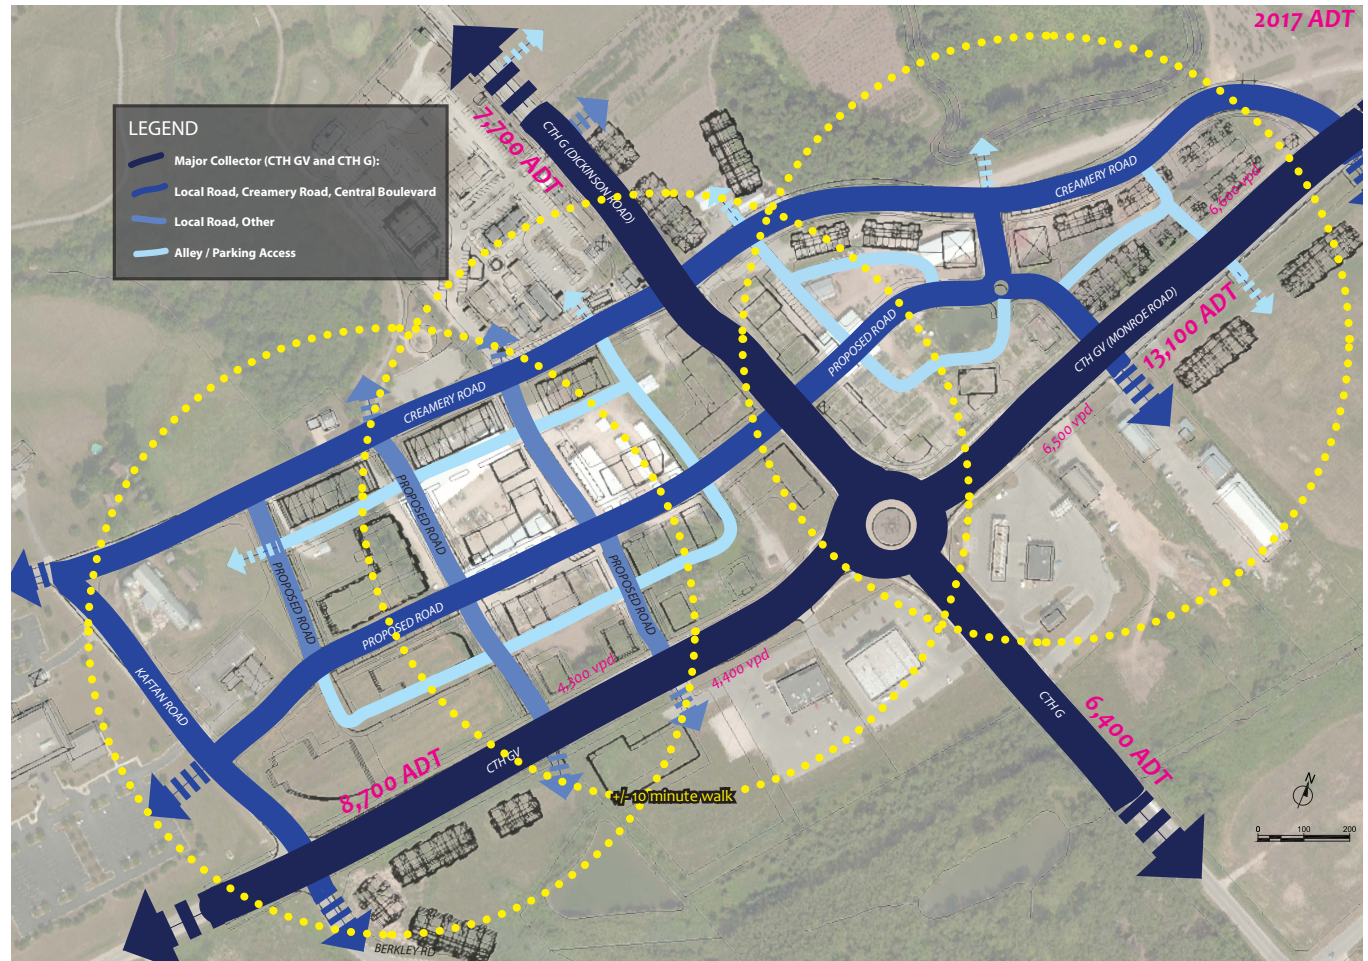 2017 ADT
LEGEND
Major Collector (CTH GV and CTH G):
Local Road, Creamery Road, Central Boulevard
Local Road, Other
Alley / Parking Access
7,700 ADT
CTH G (DICKINSON ROAD)
CREAMERY ROAD
6,600 vpd
CTH GV (MONROE ROAD)
13,100 ADT
PROPOSED ROAD
6,500 vpd
CREAMERY ROAD
PROPOSED ROAD
PROPOSED ROAD
PROPOSED ROAD
PROPOSED ROAD
KAFTAN ROAD
4,300 vpd
4,400 vpd
CTH GV
8,700 ADT
+/- 10 minute walk
CTH G
6,400 ADT
BERKLEY RD
N
0 100 200